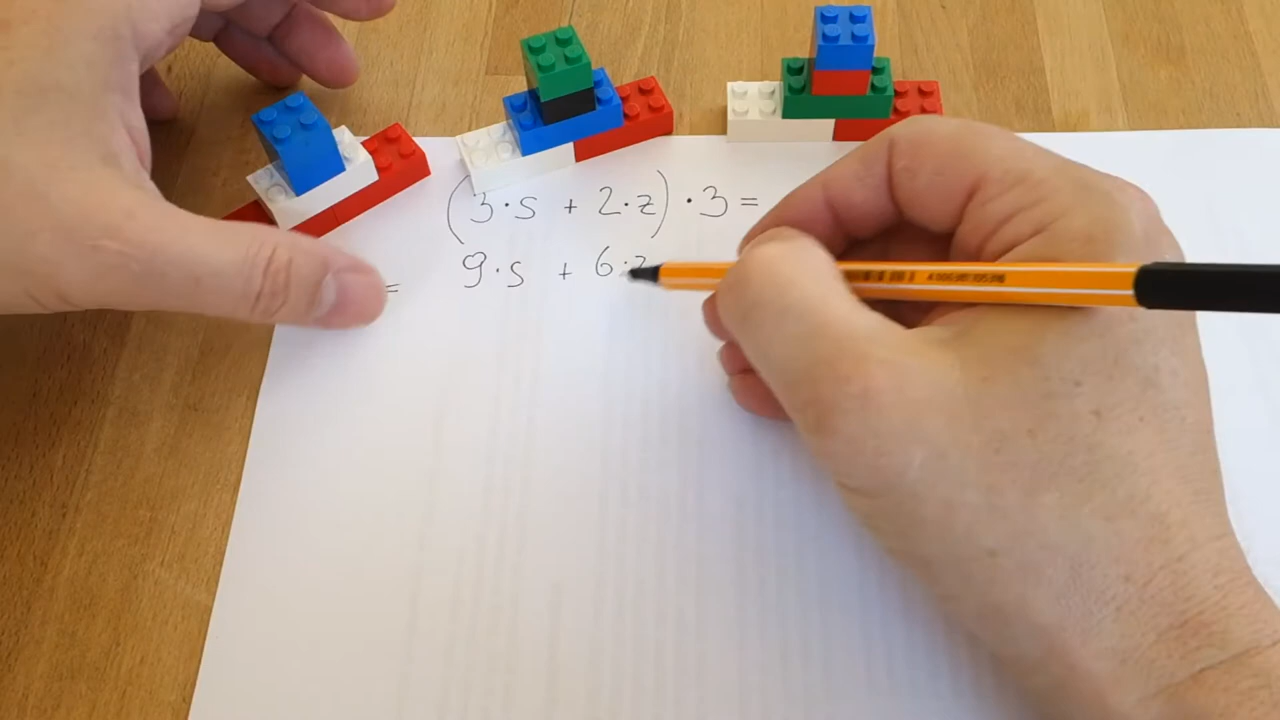 (3·s + 2·z)·3=
= 9·s + 6·z